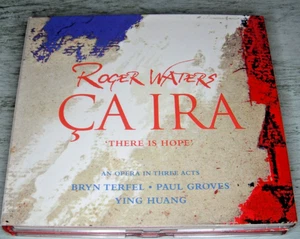 ROGER WATERS
ÇA IRA
(THERE IS HOPE)
AN OPERA IN THREE ACTS
BRYN TERFEL • PAUL GROVES
YING HUANG